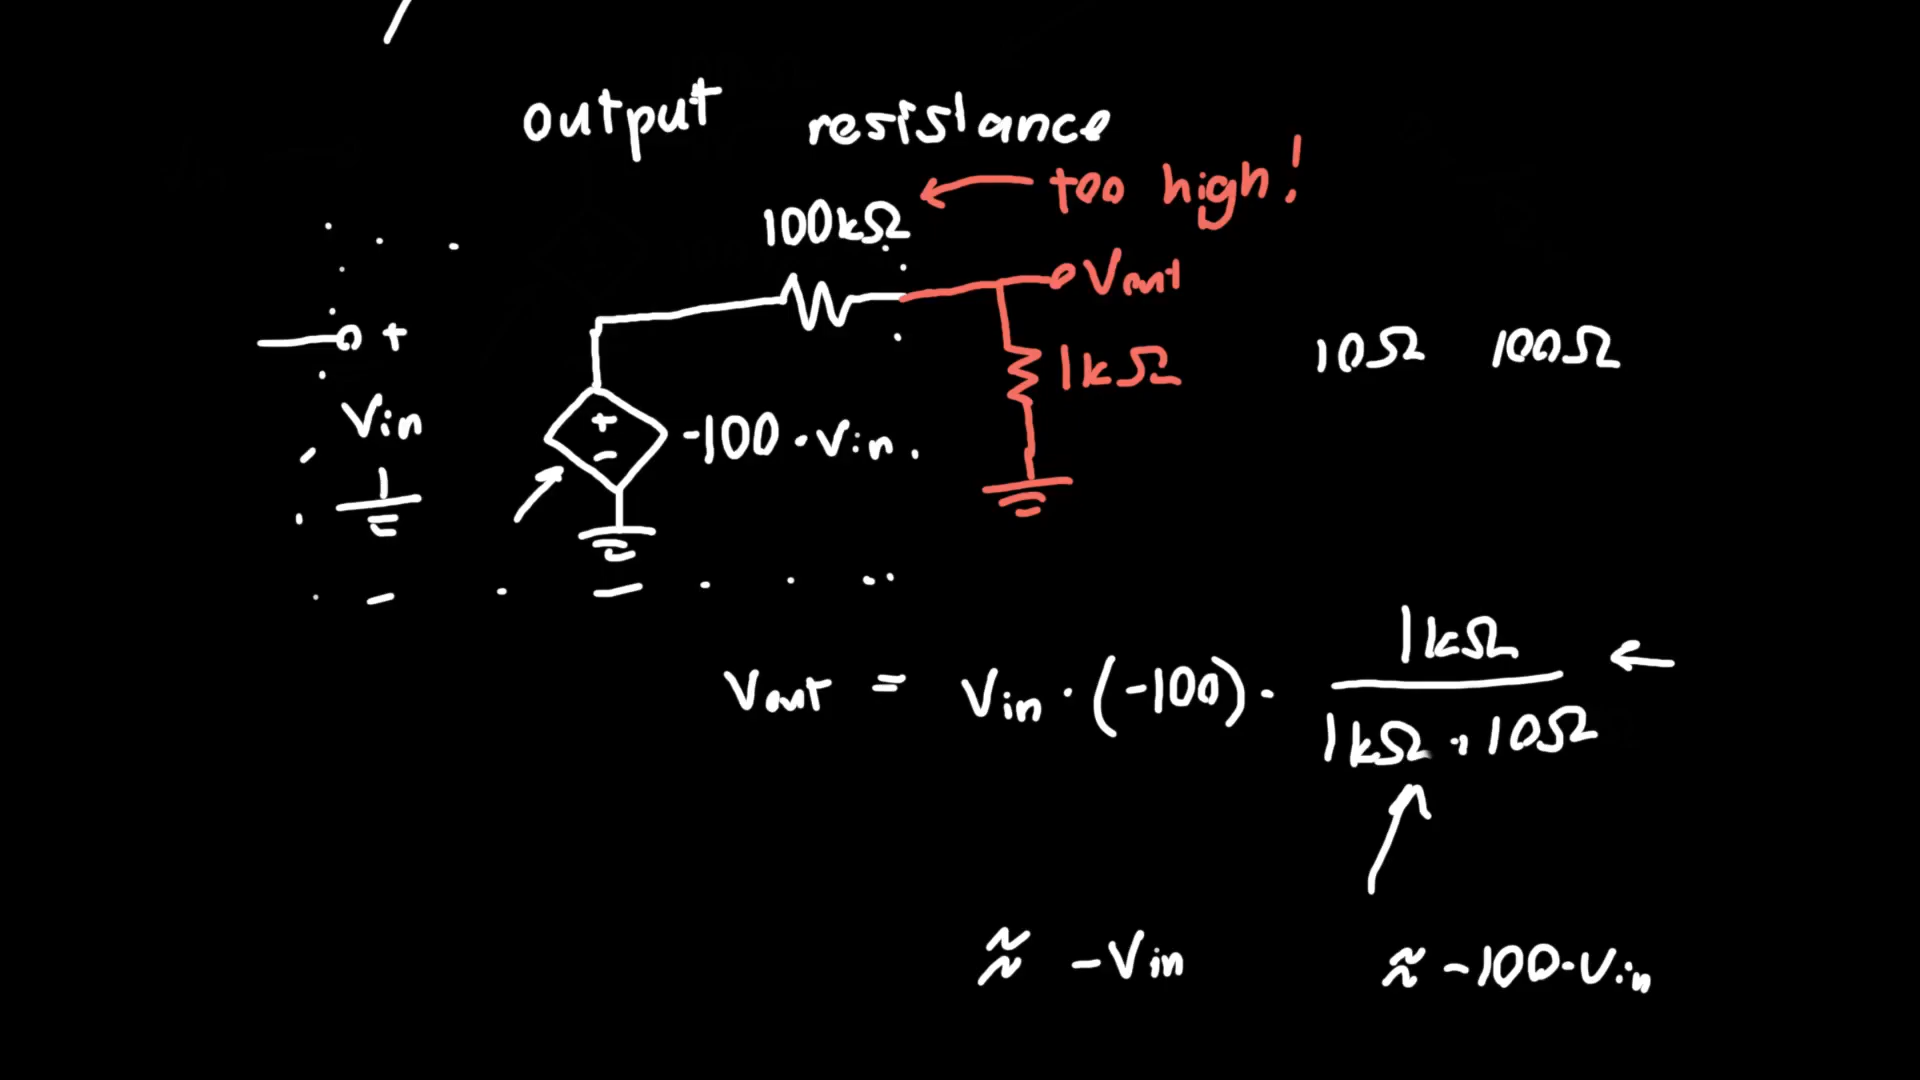 output resistance
← too high!
100kΩ
Vout
+
1kΩ
10Ω 100Ω
Vin
+
-
-100·Vin
Vout = Vin · (-100) · 1kΩ ←
1kΩ + 10Ω
≈ -Vin ≈ -100·Vin